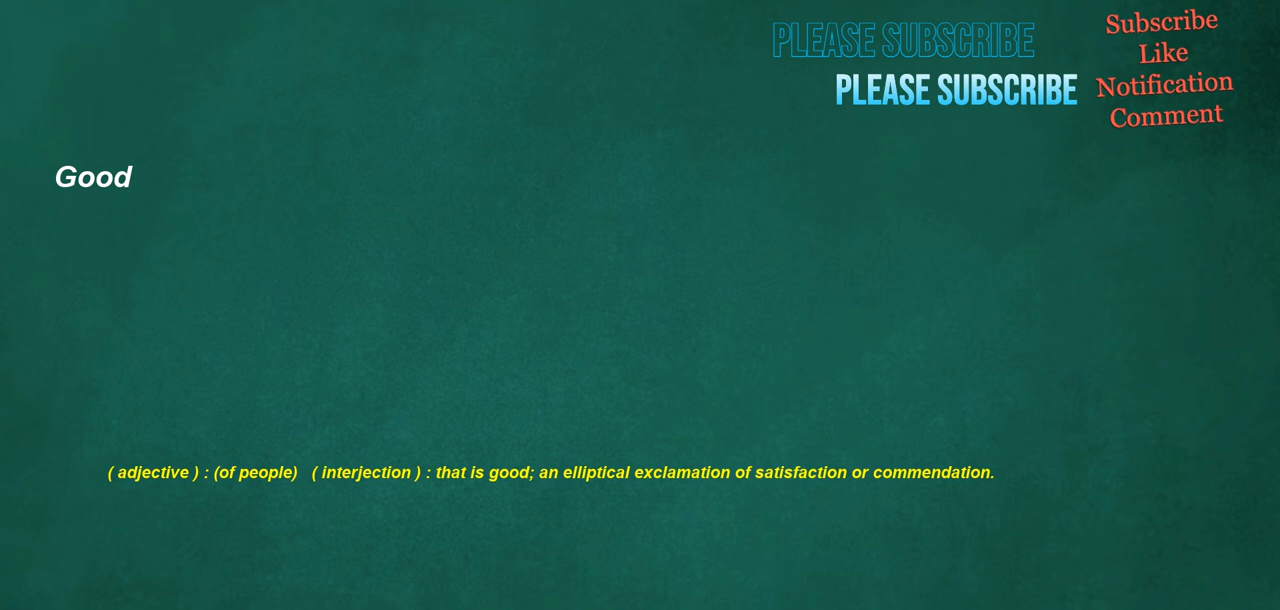 PLEASE SUBSCRIBE
PLEASE SUBSCRIBE
Subscribe
Like
Notification
Comment
Good
( adjective ) : (of people)   ( interjection ) : that is good; an elliptical exclamation of satisfaction or commendation.